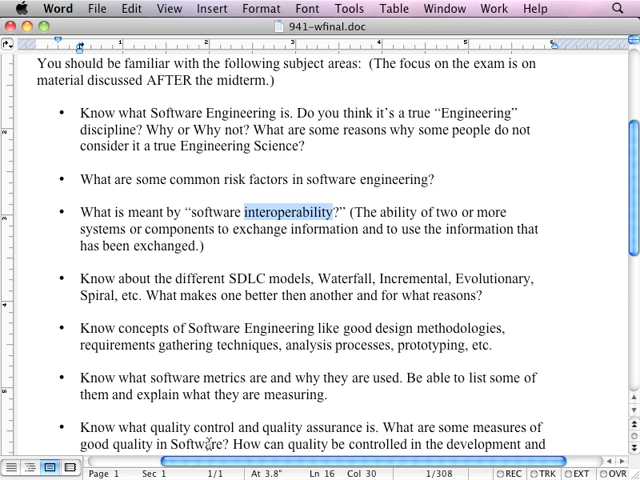 Word File Edit View Insert Format Font Tools Table Window Work Help
941-wfinal.doc
1 2 3 4 5 6
You should be familiar with the following subject areas: (The focus on the exam is on
material discussed AFTER the midterm.)
• Know what Software Engineering is. Do you think it's a true “Engineering”
discipline? Why or Why not? What are some reasons why some people do not
consider it a true Engineering Science?
• What are some common risk factors in software engineering?
• What is meant by “software interoperability?” (The ability of two or more
systems or components to exchange information and to use the information that
has been exchanged.)
• Know about the different SDLC models, Waterfall, Incremental, Evolutionary,
Spiral, etc. What makes one better then another and for what reasons?
• Know concepts of Software Engineering like good design methodologies,
requirements gathering techniques, analysis processes, prototyping, etc.
• Know what software metrics are and why they are used. Be able to list some of
them and explain what they are measuring.
• Know what quality control and quality assurance is. What are some measures of
good quality in Software? How can quality be controlled in the development and
2
3
4
5
Page 1 Sec 1 1/1 At 3.8" Ln 16 Col 30 1/308 REC TRK EXT OVR